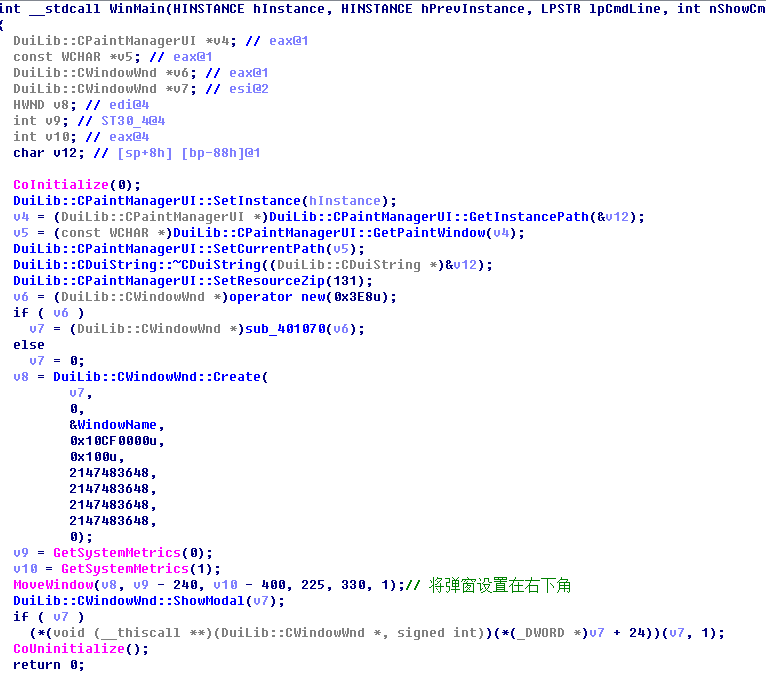 int __stdcall WinMain(HINSTANCE hInstance, HINSTANCE hPrevInstance, LPSTR lpCmdLine, int nShowCm
{
  DuiLib::CPaintManagerUI *v4; // eax@1
  const WCHAR *v5; // eax@1
  DuiLib::CWindowWnd *v6; // eax@1
  DuiLib::CWindowWnd *v7; // esi@2
  HWND v8; // edi@4
  int v9; // ST30_4@4
  int v10; // eax@4
  char v12; // [sp+8h] [bp-88h]@1

  CoInitialize(0);
  DuiLib::CPaintManagerUI::SetInstance(hInstance);
  v4 = (DuiLib::CPaintManagerUI *)DuiLib::CPaintManagerUI::GetInstancePath(&v12);
  v5 = (const WCHAR *)DuiLib::CPaintManagerUI::GetPaintWindow(v4);
  DuiLib::CPaintManagerUI::SetCurrentPath(v5);
  DuiLib::CDuiString::~CDuiString((DuiLib::CDuiString *)&v12);
  DuiLib::CPaintManagerUI::SetResourceZip(131);
  v6 = (DuiLib::CWindowWnd *)operator new(0x3E8u);
  if ( v6 )
    v7 = (DuiLib::CWindowWnd *)sub_401070(v6);
  else
    v7 = 0;
  v8 = DuiLib::CWindowWnd::Create(
         v7,
         0,
         &WindowName,
         0x10CF0000u,
         0x100u,
         2147483648,
         2147483648,
         2147483648,
         2147483648,
         0);
  v9 = GetSystemMetrics(0);
  v10 = GetSystemMetrics(1);
  MoveWindow(v8, v9 - 240, v10 - 400, 225, 330, 1);// 将弹窗设置在右下角
  DuiLib::CWindowWnd::ShowModal(v7);
  if ( v7 )
    (*(void (__thiscall **)(DuiLib::CWindowWnd *, signed int))(*(_DWORD *)v7 + 24))(v7, 1);
  CoUninitialize();
  return 0;